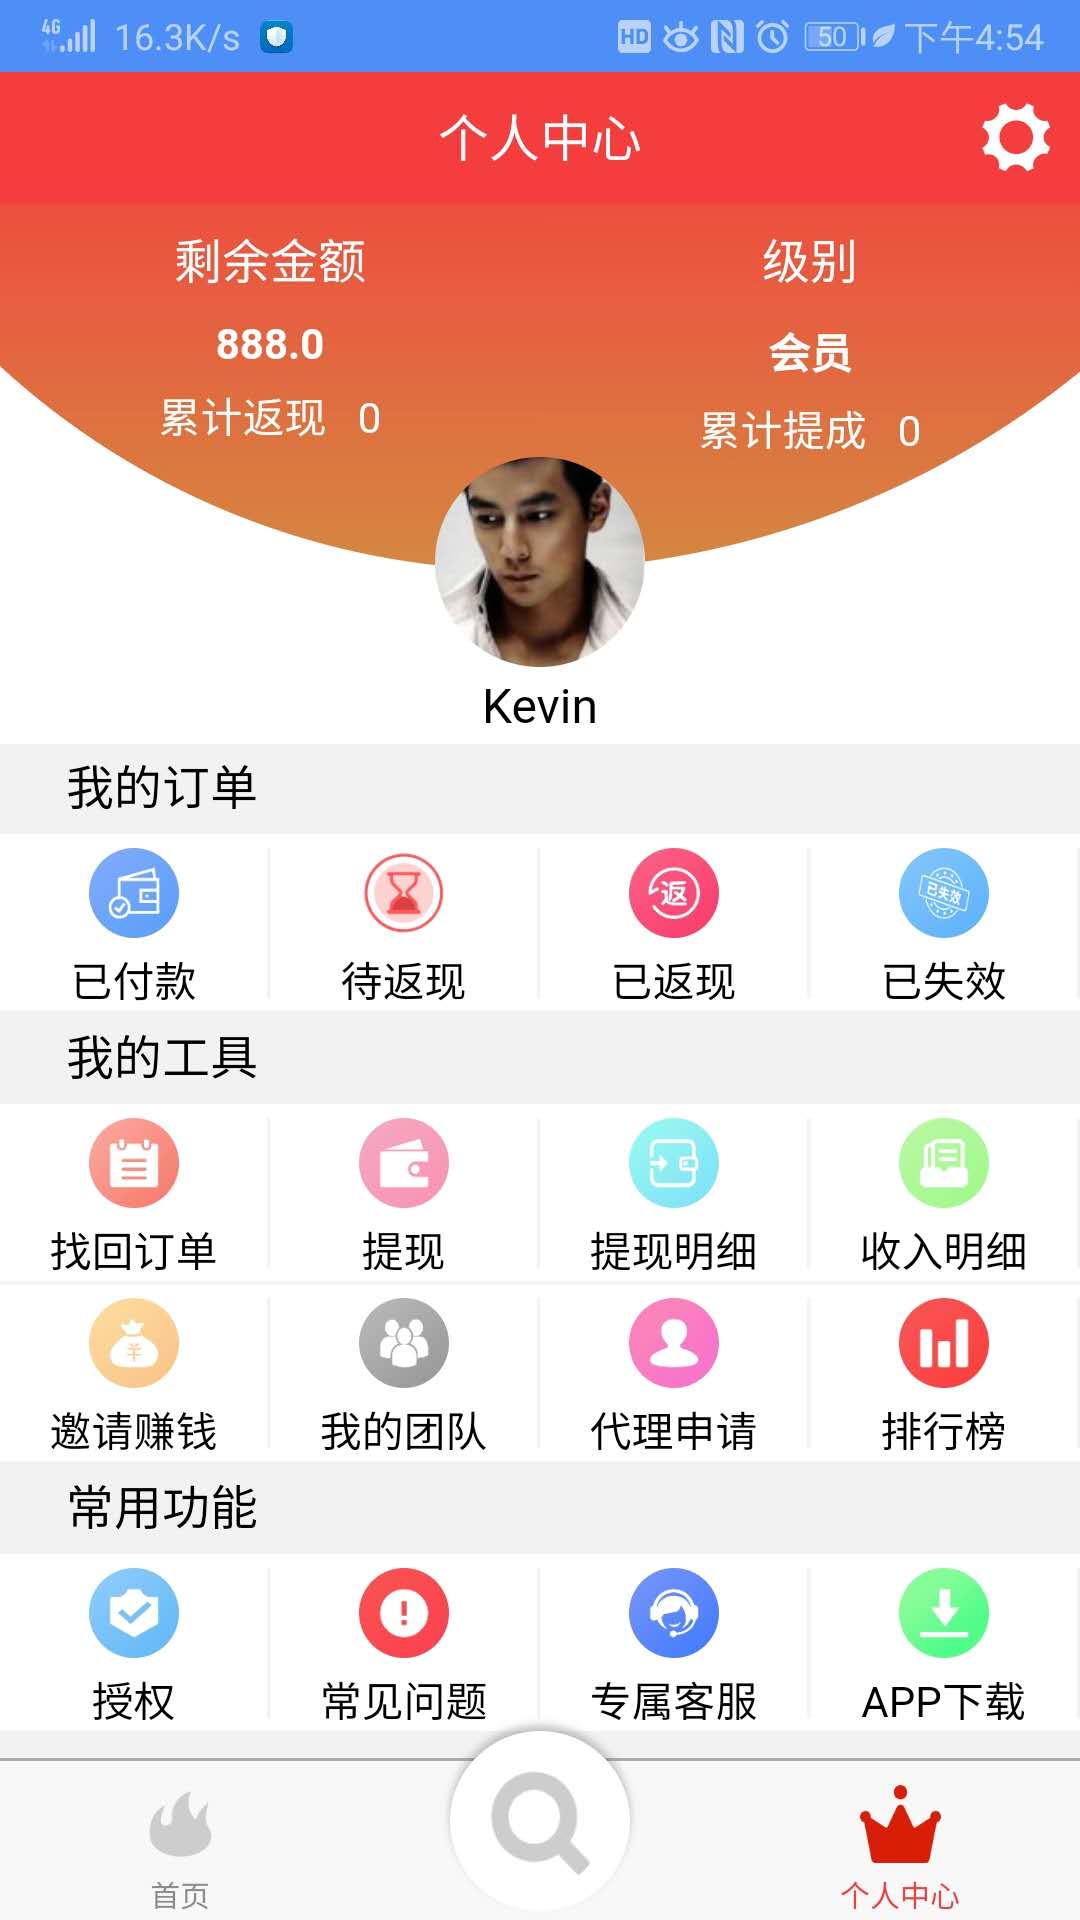 4G 16.3K/s HD 50 下午4:54
个人中心
剩余金额 级别
888.0 会员
累计返现 0 累计提成 0
Kevin
我的订单
返 已失效
已付款 待返现 已返现 已失效
我的工具
找回订单 提现 提现明细 收入明细
邀请赚钱 我的团队 代理申请 排行榜
常用功能
授权 常见问题 专属客服 APP下载
首页 个人中心